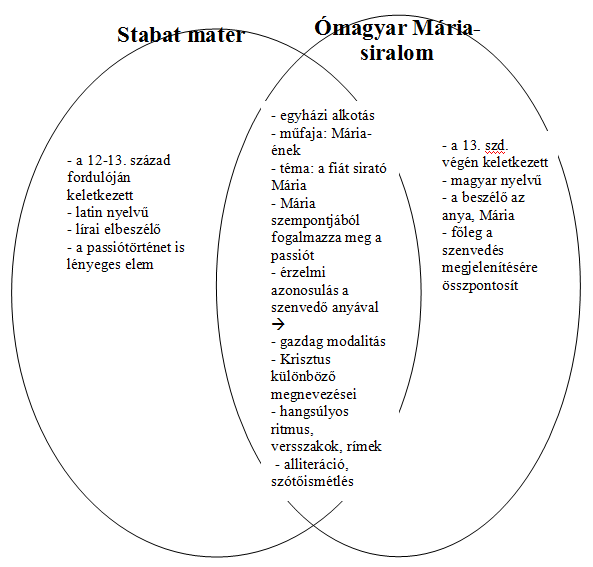 Stabat mater
Ómagyar Mária-
siralom
- a 12-13. század
fordulóján
keletkezett
- latin nyelvű
- lírai elbeszélő
- a passiótörténet is
lényeges elem
- egyházi alkotás
- műfaja: Mária-
ének
- téma: a fiát sirató
Mária
- Mária
szempontjából
fogalmazza meg a
passiót
- érzelmi
azonosulás a
szenvedő anyával
→
- gazdag modalitás
- Krisztus
különböző
megnevezései
- hangsúlyos
ritmus,
versszakok, rímek
- alliteráció,
szótőismétlés
- a 13. szd.
végén keletkezett
- magyar nyelvű
- a beszélő az
anya, Mária
- főleg a
szenvedés
megjelenítésére
összpontosít